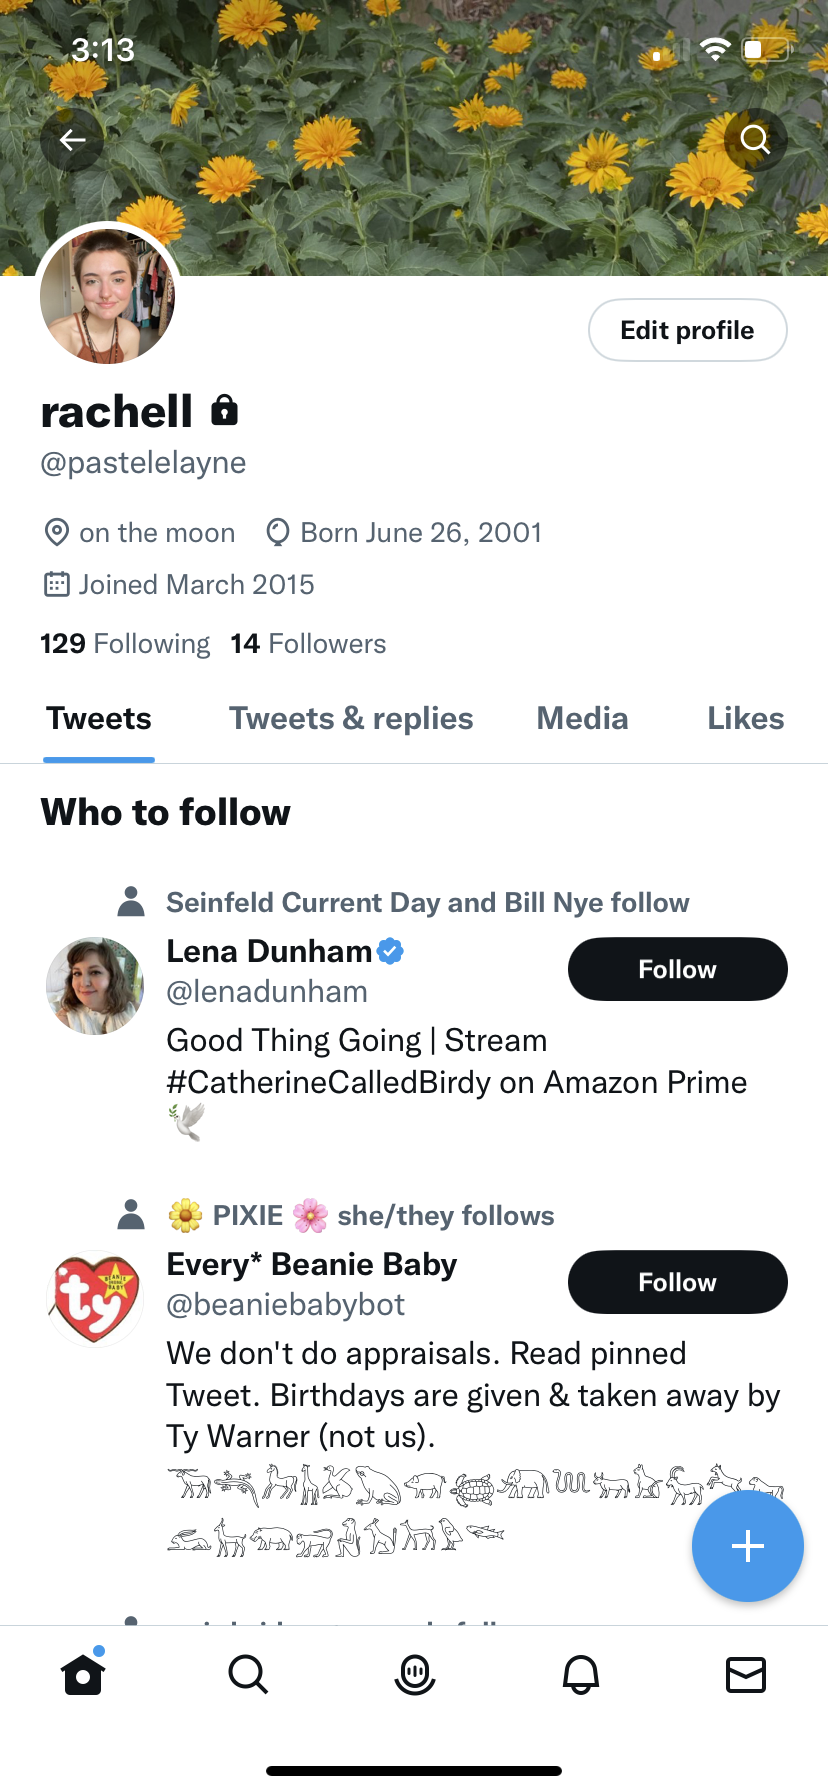 3:13
Edit profile
rachell
@pastelelayne
on the moon Born June 26, 2001
Joined March 2015
129 Following 14 Followers
Tweets Tweets & replies Media Likes
Who to follow
Seinfeld Current Day and Bill Nye follow
Lena Dunham
@lenadunham
Follow
Good Thing Going | Stream
#CatherineCalledBirdy on Amazon Prime
🕊
🌼 PIXIE 🌸 she/they follows
Every* Beanie Baby
@beaniebabybot
Follow
ty
We don't do appraisals. Read pinned
Tweet. Birthdays are given & taken away by
Ty Warner (not us).